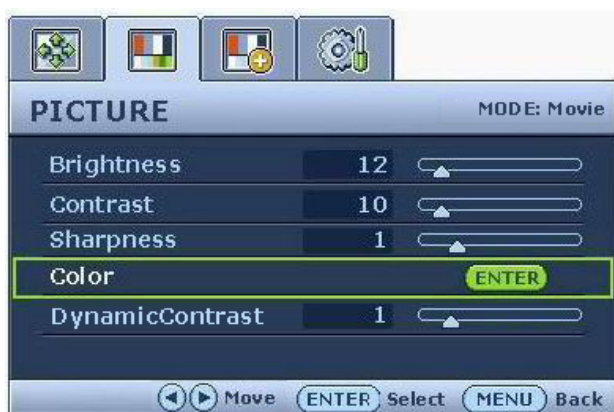 PICTURE MODE: Movie
Brightness 12
Contrast 10
Sharpness 1
Color ENTER
DynamicContrast 1
Move ENTER Select MENU Back